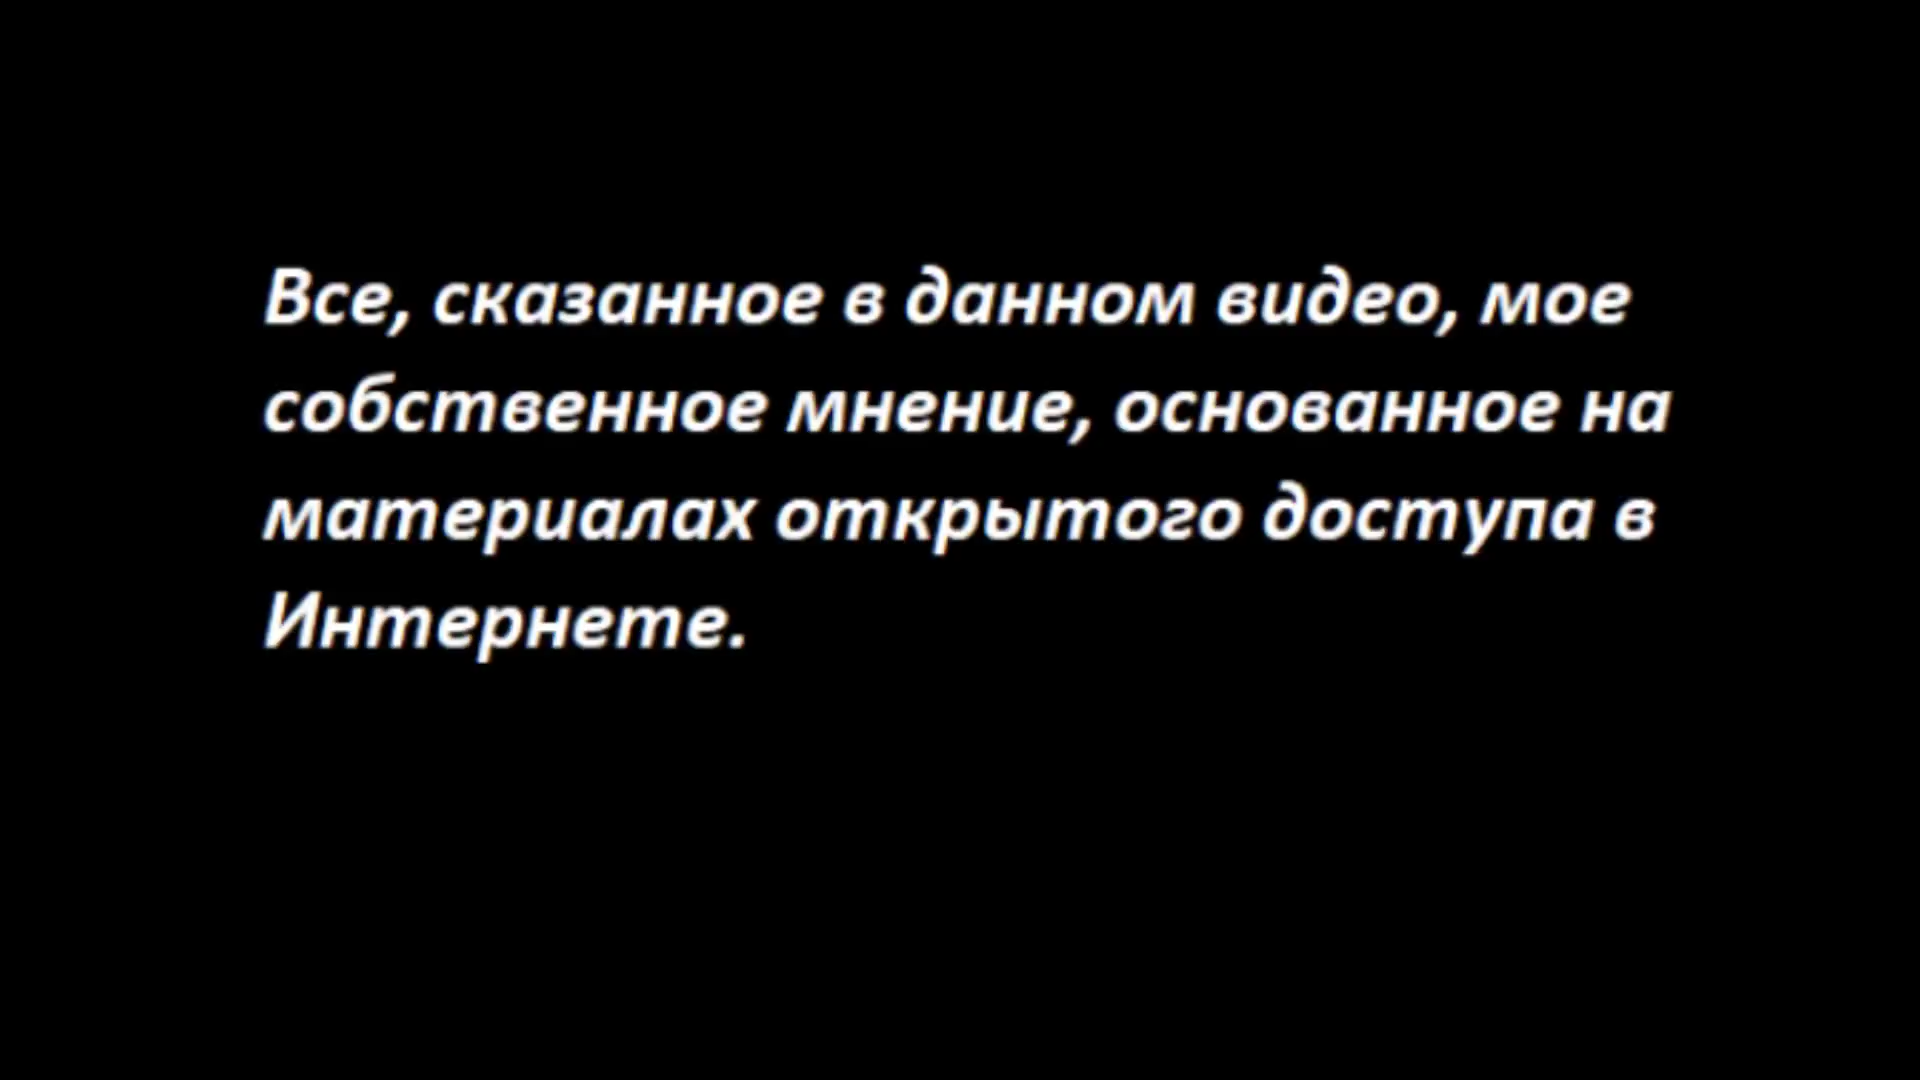 Все, сказанное в данном видео, мое
собственное мнение, основанное на
материалах открытого доступа в
Интернете.